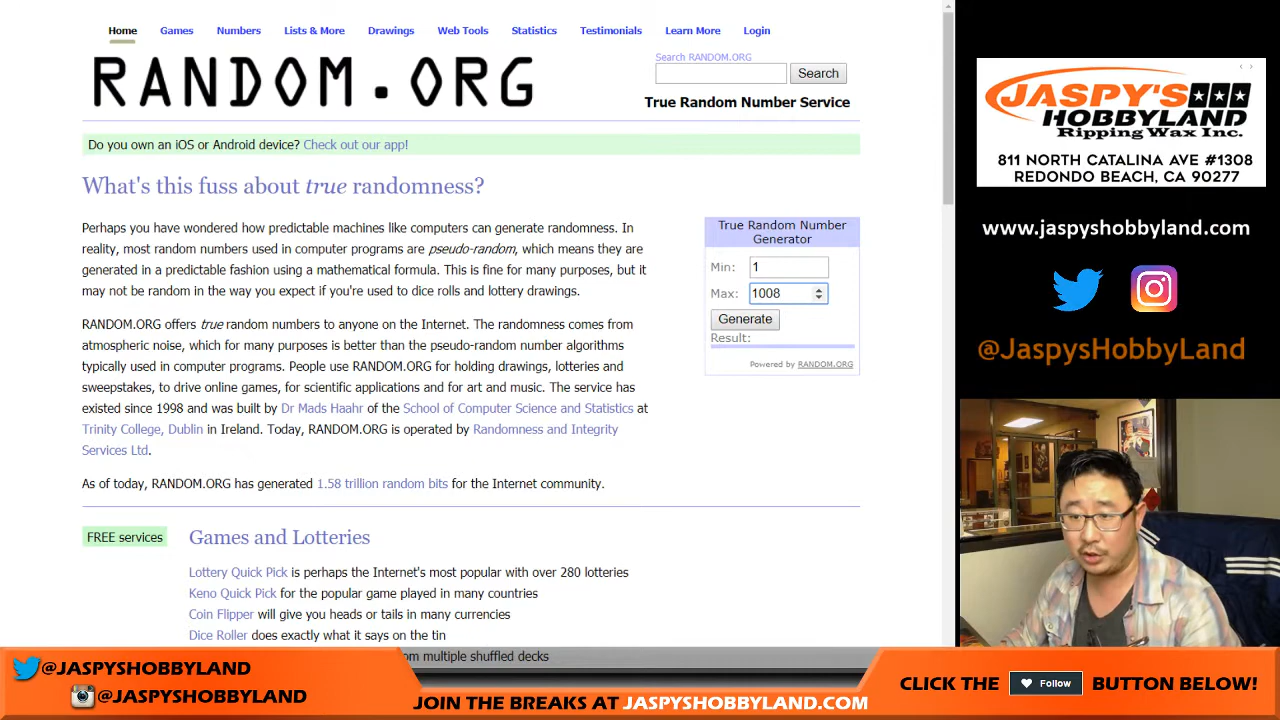 Home Games Numbers Lists & More Drawings Web Tools Statistics Testimonials Learn More Login
RANDOM.ORG
Search RANDOM.ORG
Search
True Random Number Service
Do you own an iOS or Android device? Check out our app!
What's this fuss about true randomness?
Perhaps you have wondered how predictable machines like computers can generate randomness. In
reality, most random numbers used in computer programs are pseudo-random, which means they are
generated in a predictable fashion using a mathematical formula. This is fine for many purposes, but it
may not be random in the way you expect if you're used to dice rolls and lottery drawings.
RANDOM.ORG offers true random numbers to anyone on the Internet. The randomness comes from
atmospheric noise, which for many purposes is better than the pseudo-random number algorithms
typically used in computer programs. People use RANDOM.ORG for holding drawings, lotteries and
sweepstakes, to drive online games, for scientific applications and for art and music. The service has
existed since 1998 and was built by Dr Mads Haahr of the School of Computer Science and Statistics at
Trinity College, Dublin in Ireland. Today, RANDOM.ORG is operated by Randomness and Integrity
Services Ltd.
As of today, RANDOM.ORG has generated 1.58 trillion random bits for the Internet community.
True Random Number
Generator
Min: 1
Max: 1008
Generate
Result:
Powered by RANDOM.ORG
FREE services
Games and Lotteries
Lottery Quick Pick is perhaps the Internet's most popular with over 280 lotteries
Keno Quick Pick for the popular game played in many countries
Coin Flipper will give you heads or tails in many currencies
Dice Roller does exactly what it says on the tin
om multiple shuffled decks
JASPY'S
HOBBYLAND
Ripping Wax Inc.
811 NORTH CATALINA AVE #1308
REDONDO BEACH, CA 90277
www.jaspyshobbyland.com
@JaspysHobbyLand
@JASPYSHOBBYLAND
@JASPYSHOBBYLAND
JOIN THE BREAKS AT JASPYSHOBBYLAND.COM
CLICK THE Follow BUTTON BELOW!